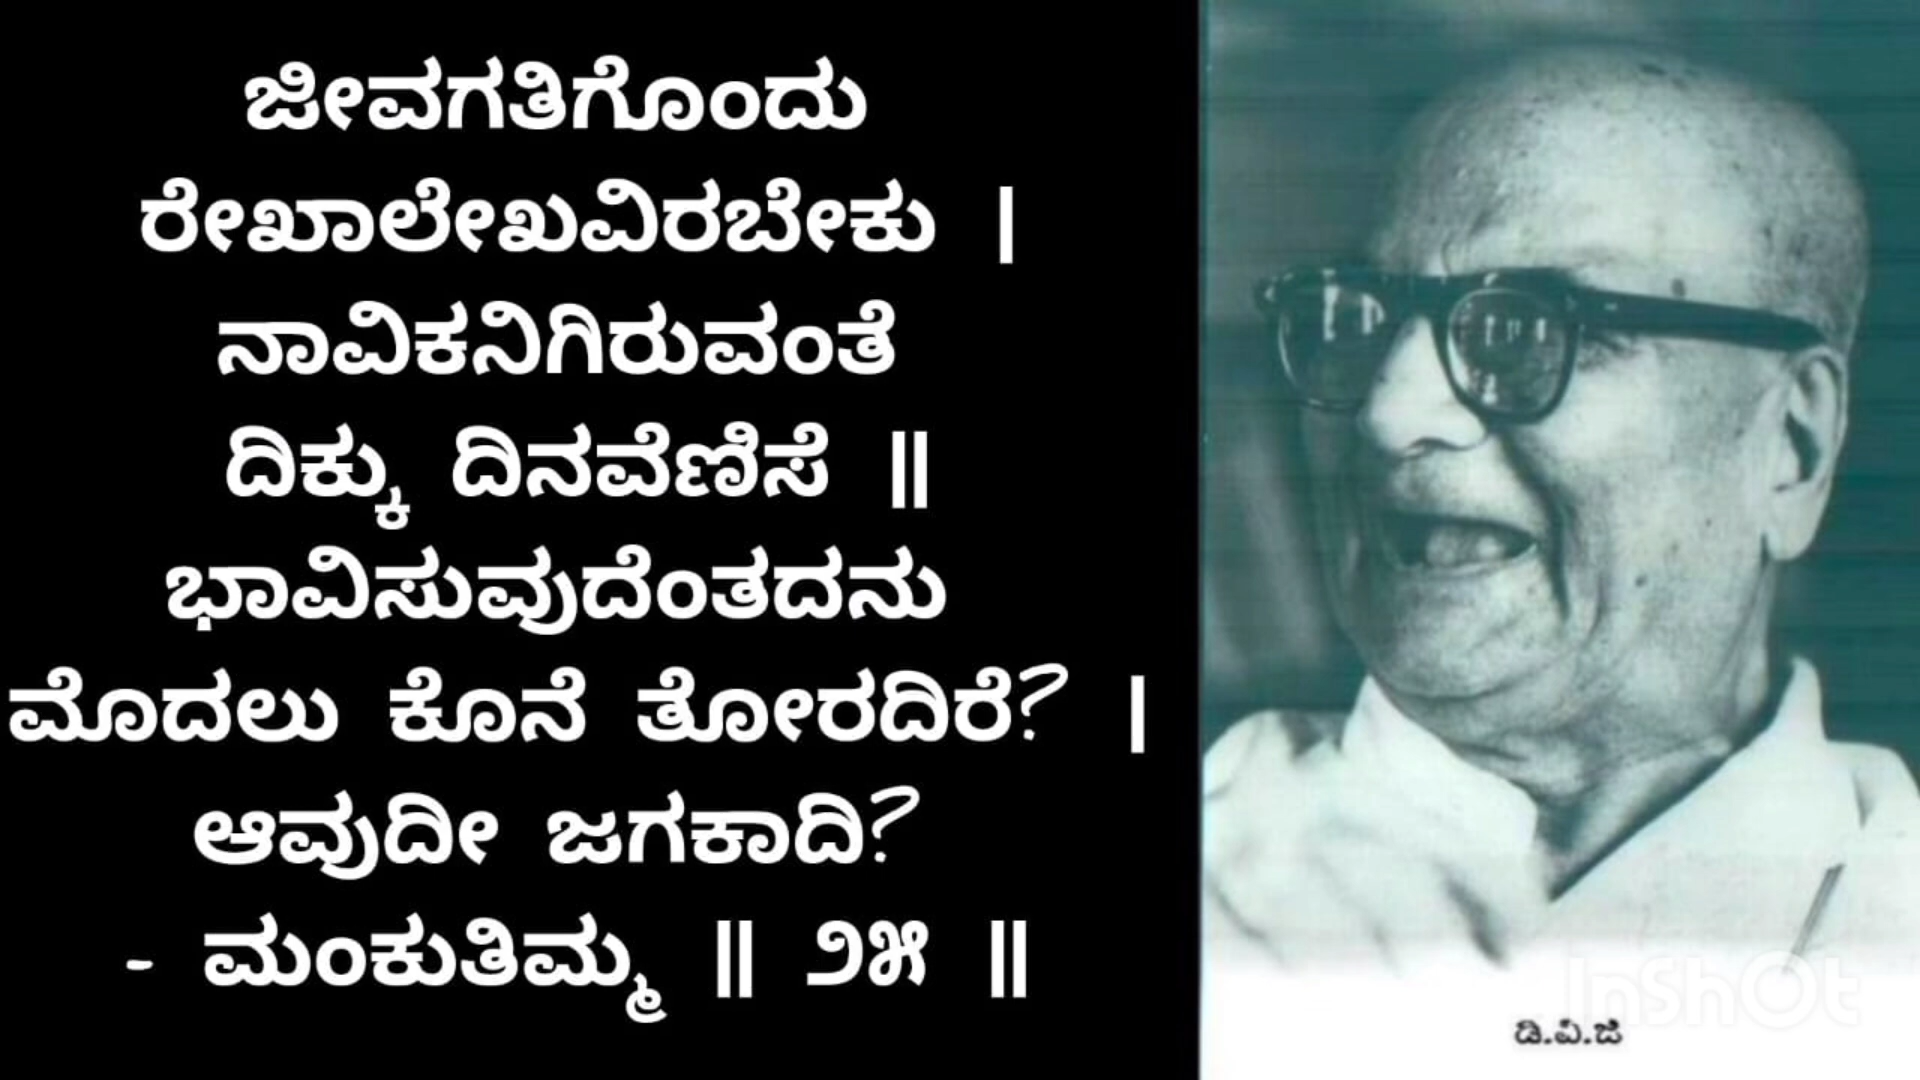 ಜೀವಗತಿಗೊಂದು
ರೇಖಾಲೇಖವಿರಬೇಕು |
ನಾವಿಕನಿಗಿರುವಂತೆ
ದಿಕ್ಕು ದಿನವೆಣಿಸೆ ||
ಭಾವಿಸುವುದೆಂತದನು
ಮೊದಲು ಕೊನೆ ತೋರದಿರೆ? |
ಆವುದೀ ಜಗಕಾದಿ?
- ಮಂಕುತಿಮ್ಮ || ೨೫ ||
ಡಿ.ವಿ.ಜಿ
InShOt